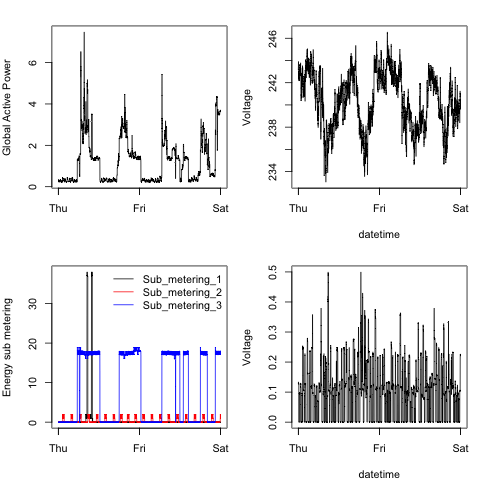 Global Active Power
0 2 4 6
Thu Fri Sat
Voltage
234 238 242 246
Thu Fri Sat
datetime
Energy sub metering
0 10 20 30
Sub_metering_1
Sub_metering_2
Sub_metering_3
Thu Fri Sat
Voltage
0.0 0.1 0.2 0.3 0.4 0.5
Thu Fri Sat
datetime